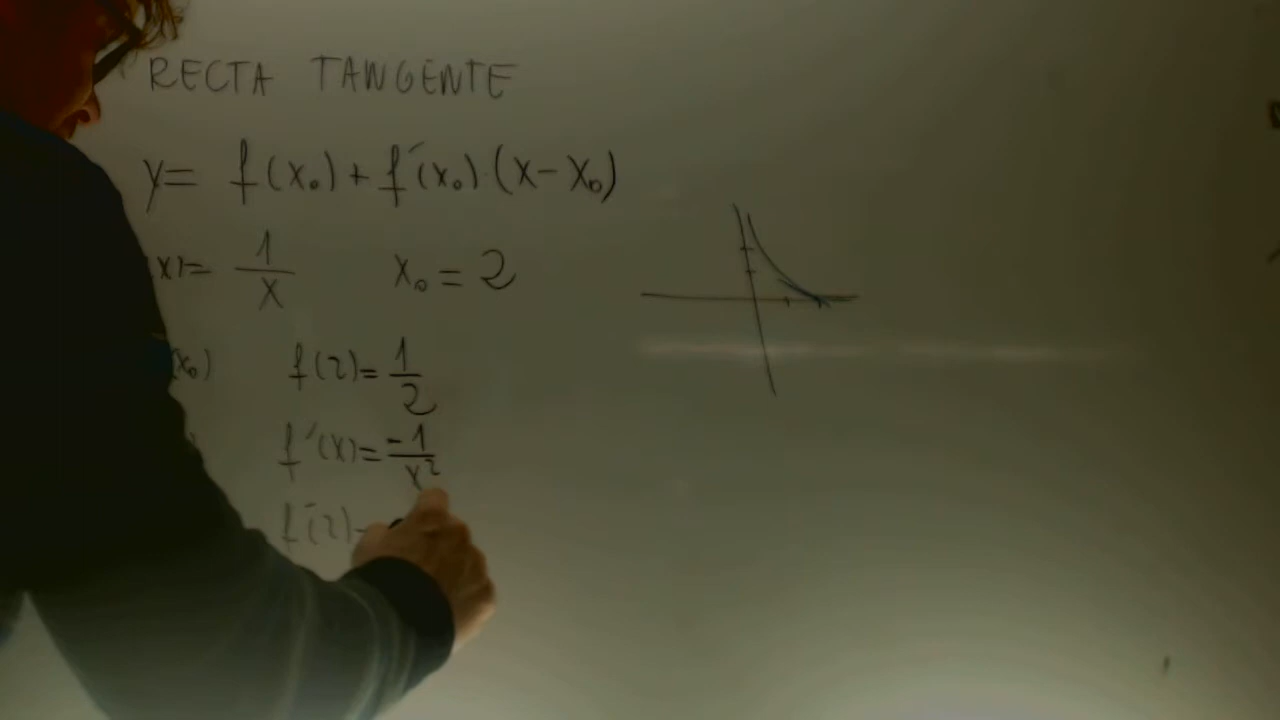 RECTA TANGENTE
y= f(x₀)+f´(x₀)·(x-x₀)
x)= 1/x x₀=2
(x₀) f(2)= 1/2
) f´(x)= -1/x²
f´(2)=